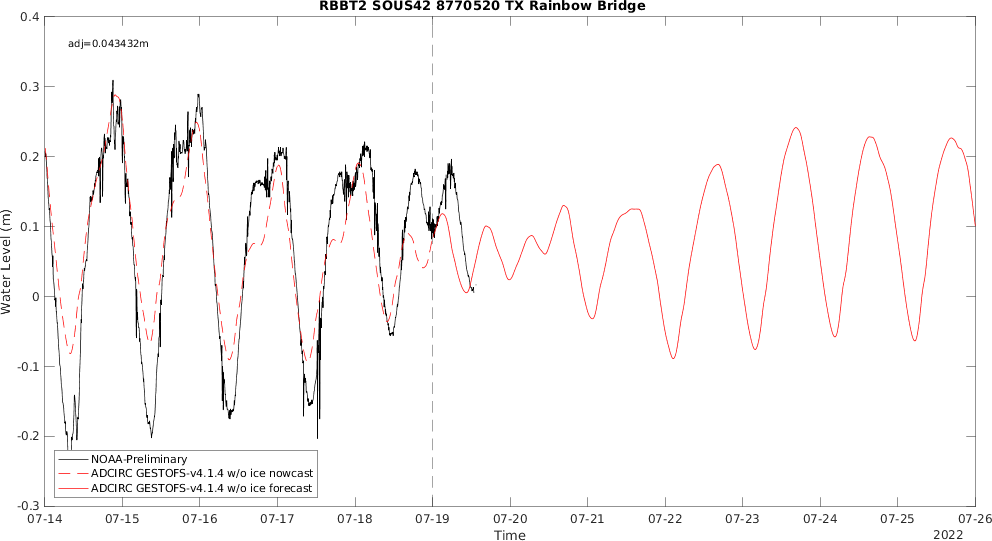 RBBT2 SOUS42 8770520 TX Rainbow Bridge
adj=0.043432m
0.4
0.3
0.2
0.1
0
-0.1
-0.2
-0.3
Water Level (m)
NOAA-Preliminary
ADCIRC GESTOFS-v4.1.4 w/o ice nowcast
ADCIRC GESTOFS-v4.1.4 w/o ice forecast
07-14 07-15 07-16 07-17 07-18 07-19 07-20 07-21 07-22 07-23 07-24 07-25 07-26
Time
2022